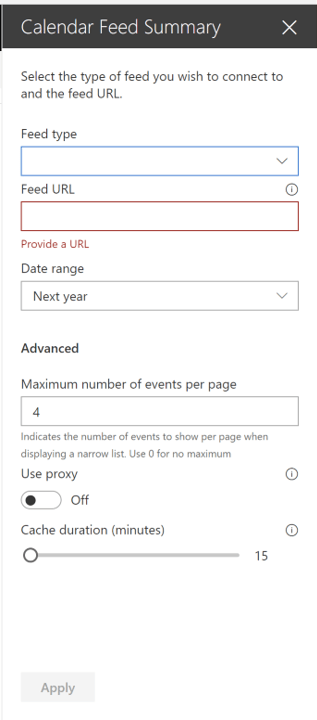 Calendar Feed Summary
Select the type of feed you wish to connect to
and the feed URL.
Feed type
Feed URL
Provide a URL
Date range
Next year
Advanced
Maximum number of events per page
4
Indicates the number of events to show per page when
displaying a narrow list. Use 0 for no maximum
Use proxy
Off
Cache duration (minutes)
15
Apply